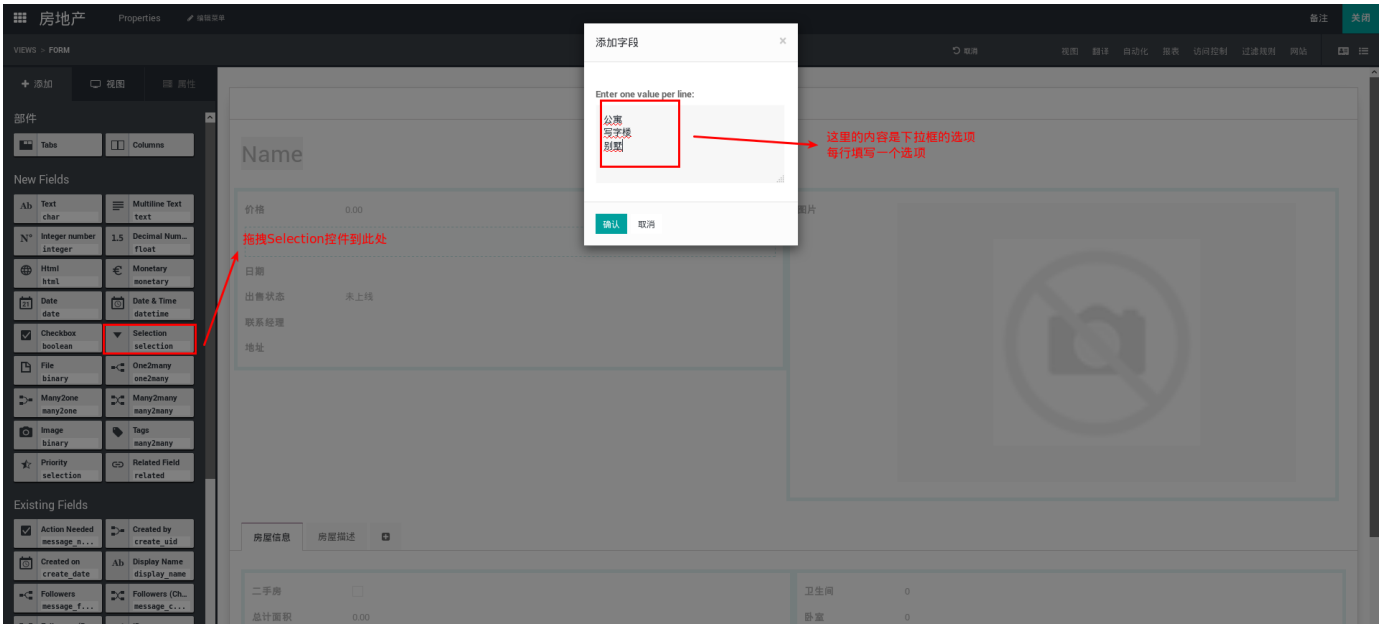 房地产 Properties 编辑菜单 备注 关闭
VIEWS > FORM 取消 视图 翻译 自动化 报表 访问控制 过滤规则 网站
添加 视图 属性
添加字段 ×
Enter one value per line:
公寓
写字楼
别墅
确认 取消
这里的内容是下拉框的选项
每行填写一个选项
部件
Tabs Columns
New Fields
Ab Text char
Multiline Text text
N° Integer number integer
1.5 Decimal Num... float
Html html
€ Monetary monetary
23 Date date
Date & Time datetime
Checkbox boolean
Selection selection
File binary
One2many one2many
Many2one many2one
Many2many many2many
Image binary
Tags many2many
Priority selection
Related Field related
Existing Fields
Action Needed message_n...
Created by create_uid
Created on create_date
Ab Display Name display_name
Followers message_f...
Followers (Ch... message_c...
Name
价格 0.00
拖拽Selection控件到此处
日期
出售状态 未上线
联系经理
地址
图片
房屋信息 房屋描述
二手房
总计面积 0.00
卫生间 0
卧室 0